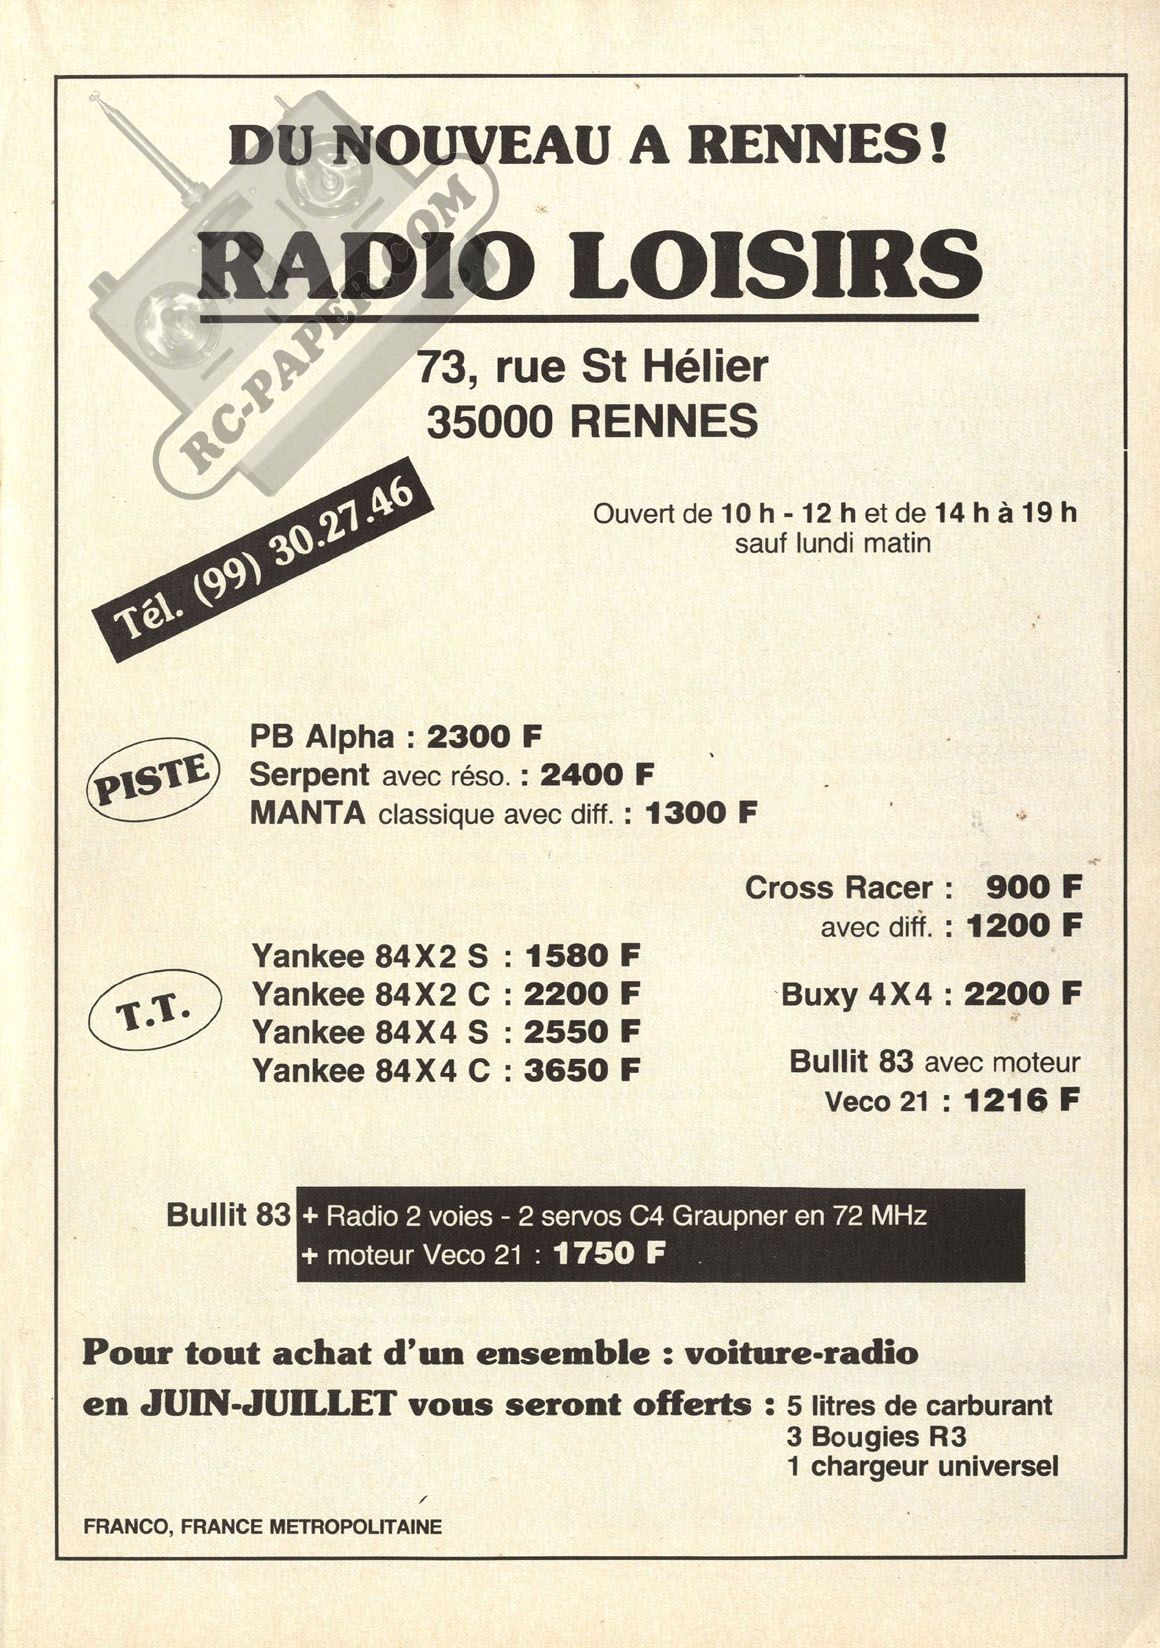 DU NOUVEAU A RENNES !
RADIO LOISIRS
RC-PAPER.COM
73, rue St Hélier
35000 RENNES
Tél. (99) 30.27.46
Ouvert de 10 h - 12 h et de 14 h à 19 h
sauf lundi matin
PISTE
PB Alpha : 2300 F
Serpent avec réso. : 2400 F
MANTA classique avec diff. : 1300 F
T.T.
Yankee 84X2 S : 1580 F
Yankee 84X2 C : 2200 F
Yankee 84X4 S : 2550 F
Yankee 84X4 C : 3650 F
Cross Racer : 900 F
avec diff. : 1200 F
Buxy 4X4 : 2200 F
Bullit 83 avec moteur
Veco 21 : 1216 F
Bullit 83 + Radio 2 voies - 2 servos C4 Graupner en 72 MHz
+ moteur Veco 21 : 1750 F
Pour tout achat d'un ensemble : voiture-radio
en JUIN-JUILLET vous seront offerts : 5 litres de carburant
3 Bougies R3
1 chargeur universel
FRANCO, FRANCE METROPOLITAINE